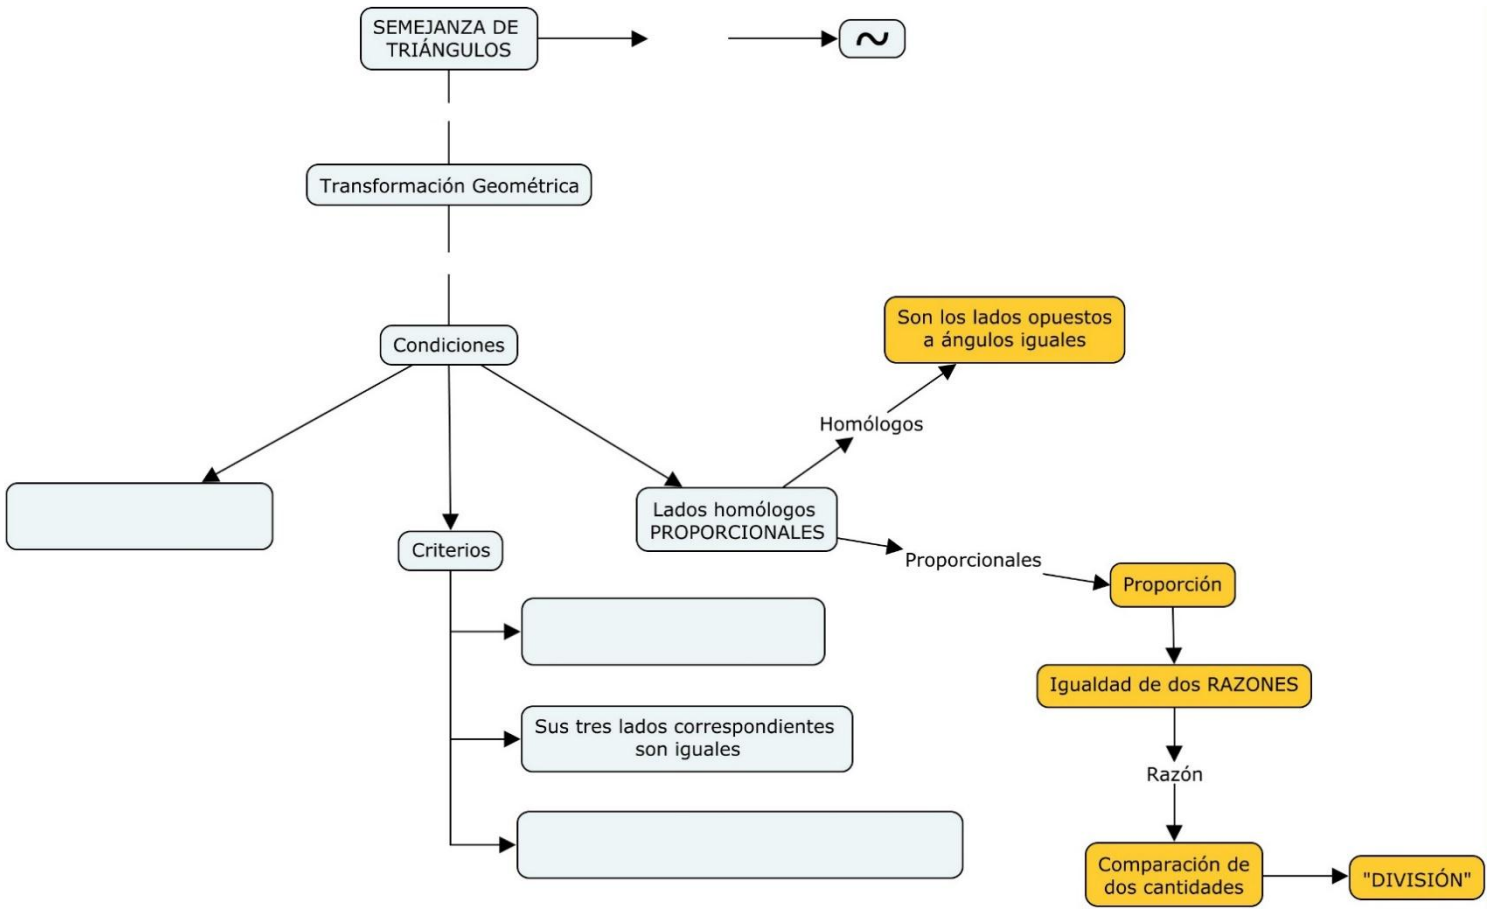 SEMEJANZA DE
TRIÁNGULOS
~
Transformación Geométrica
Condiciones
Son los lados opuestos
a ángulos iguales
Homólogos
Lados homólogos
PROPORCIONALES
Criterios
Proporcionales
Proporción
Igualdad de dos RAZONES
Sus tres lados correspondientes
son iguales
Razón
Comparación de
dos cantidades
"DIVISIÓN"